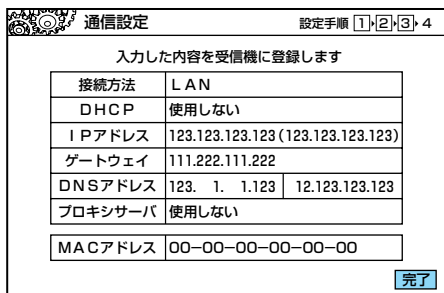 通信設定 設定手順 1 2 3 4
入力した内容を受信機に登録します
接続方法 LAN
DHCP 使用しない
IPアドレス 123.123.123.123(123.123.123.123)
ゲートウェイ 111.222.111.222
DNSアドレス 123. 1. 1.123 12.123.123.123
プロキシサーバ 使用しない
MACアドレス 00-00-00-00-00-00
完了